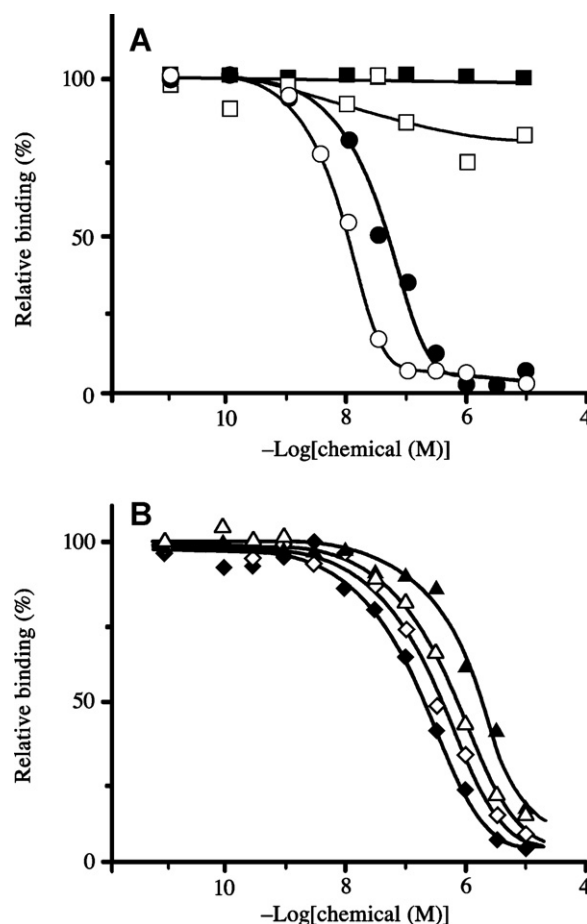 A
100
50
0
10
8
6
4
Relative binding (%)
–Log[chemical (M)]
B
100
50
0
10
8
6
4
Relative binding (%)
–Log[chemical (M)]